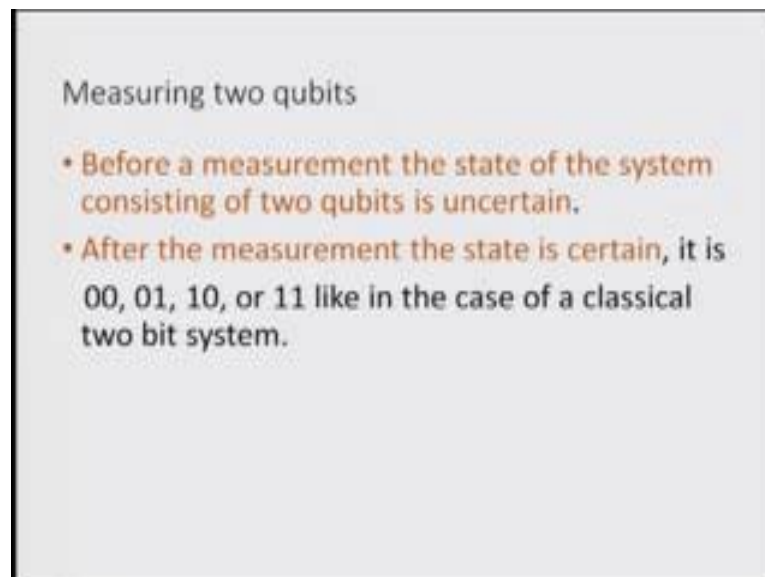 Measuring two qubits
• Before a measurement the state of the system
consisting of two qubits is uncertain.
• After the measurement the state is certain, it is
00, 01, 10, or 11 like in the case of a classical
two bit system.